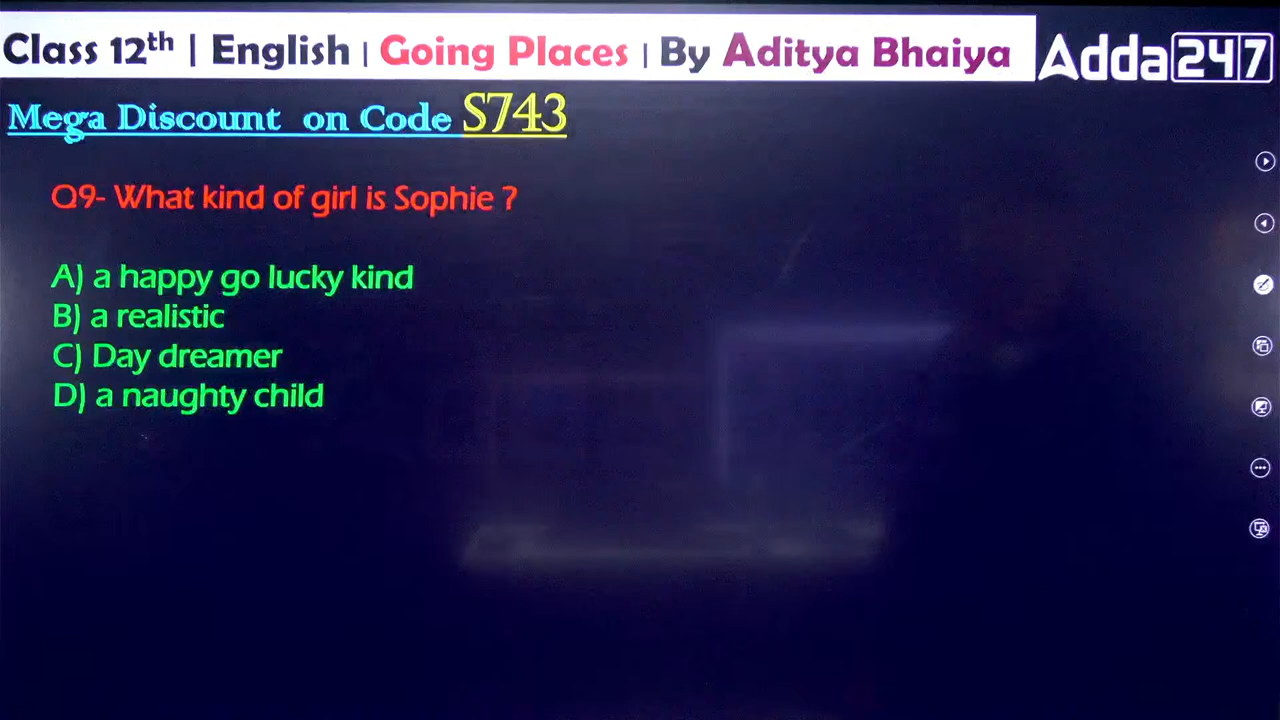 Class 12th | English | Going Places | By Aditya Bhaiya
Adda247
Mega Discount on Code S743
Q9- What kind of girl is Sophie ?
A) a happy go lucky kind
B) a realistic
C) Day dreamer
D) a naughty child